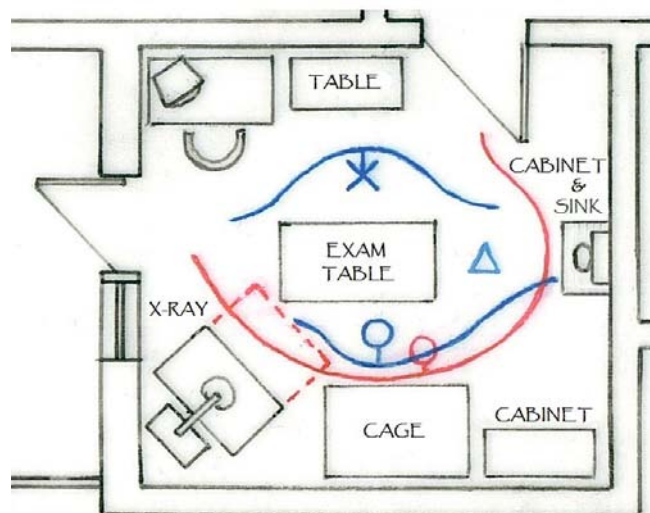 TABLE
CABINET
&
SINK
EXAM
TABLE
X-RAY
CAGE
CABINET